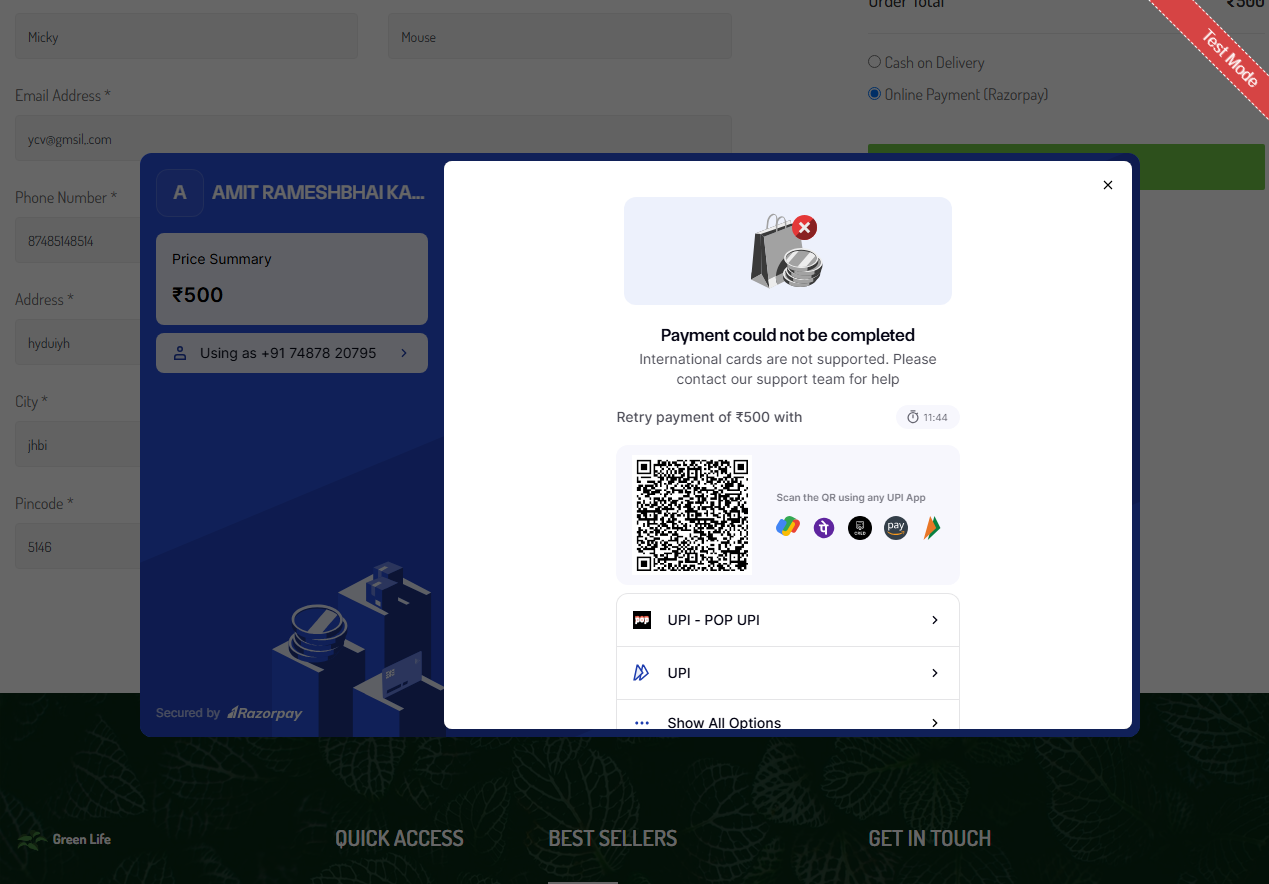 Order Total ₹500
Micky
Mouse
Test Mode
Cash on Delivery
Online Payment (Razorpay)
Email Address *
ycv@gmsil,.com
Phone Number *
87485148514
Address *
hyduiyh
City *
jhbi
Pincode *
5146
A
AMIT RAMESHBHAI KA...
Price Summary
₹500
Using as +91 74878 20795
Secured by Razorpay
Payment could not be completed
International cards are not supported. Please
contact our support team for help
Retry payment of ₹500 with
11:44
Scan the QR using any UPI App
CRED
pay
pop
UPI - POP UPI
UPI
Show All Options
Green Life
QUICK ACCESS
BEST SELLERS
GET IN TOUCH